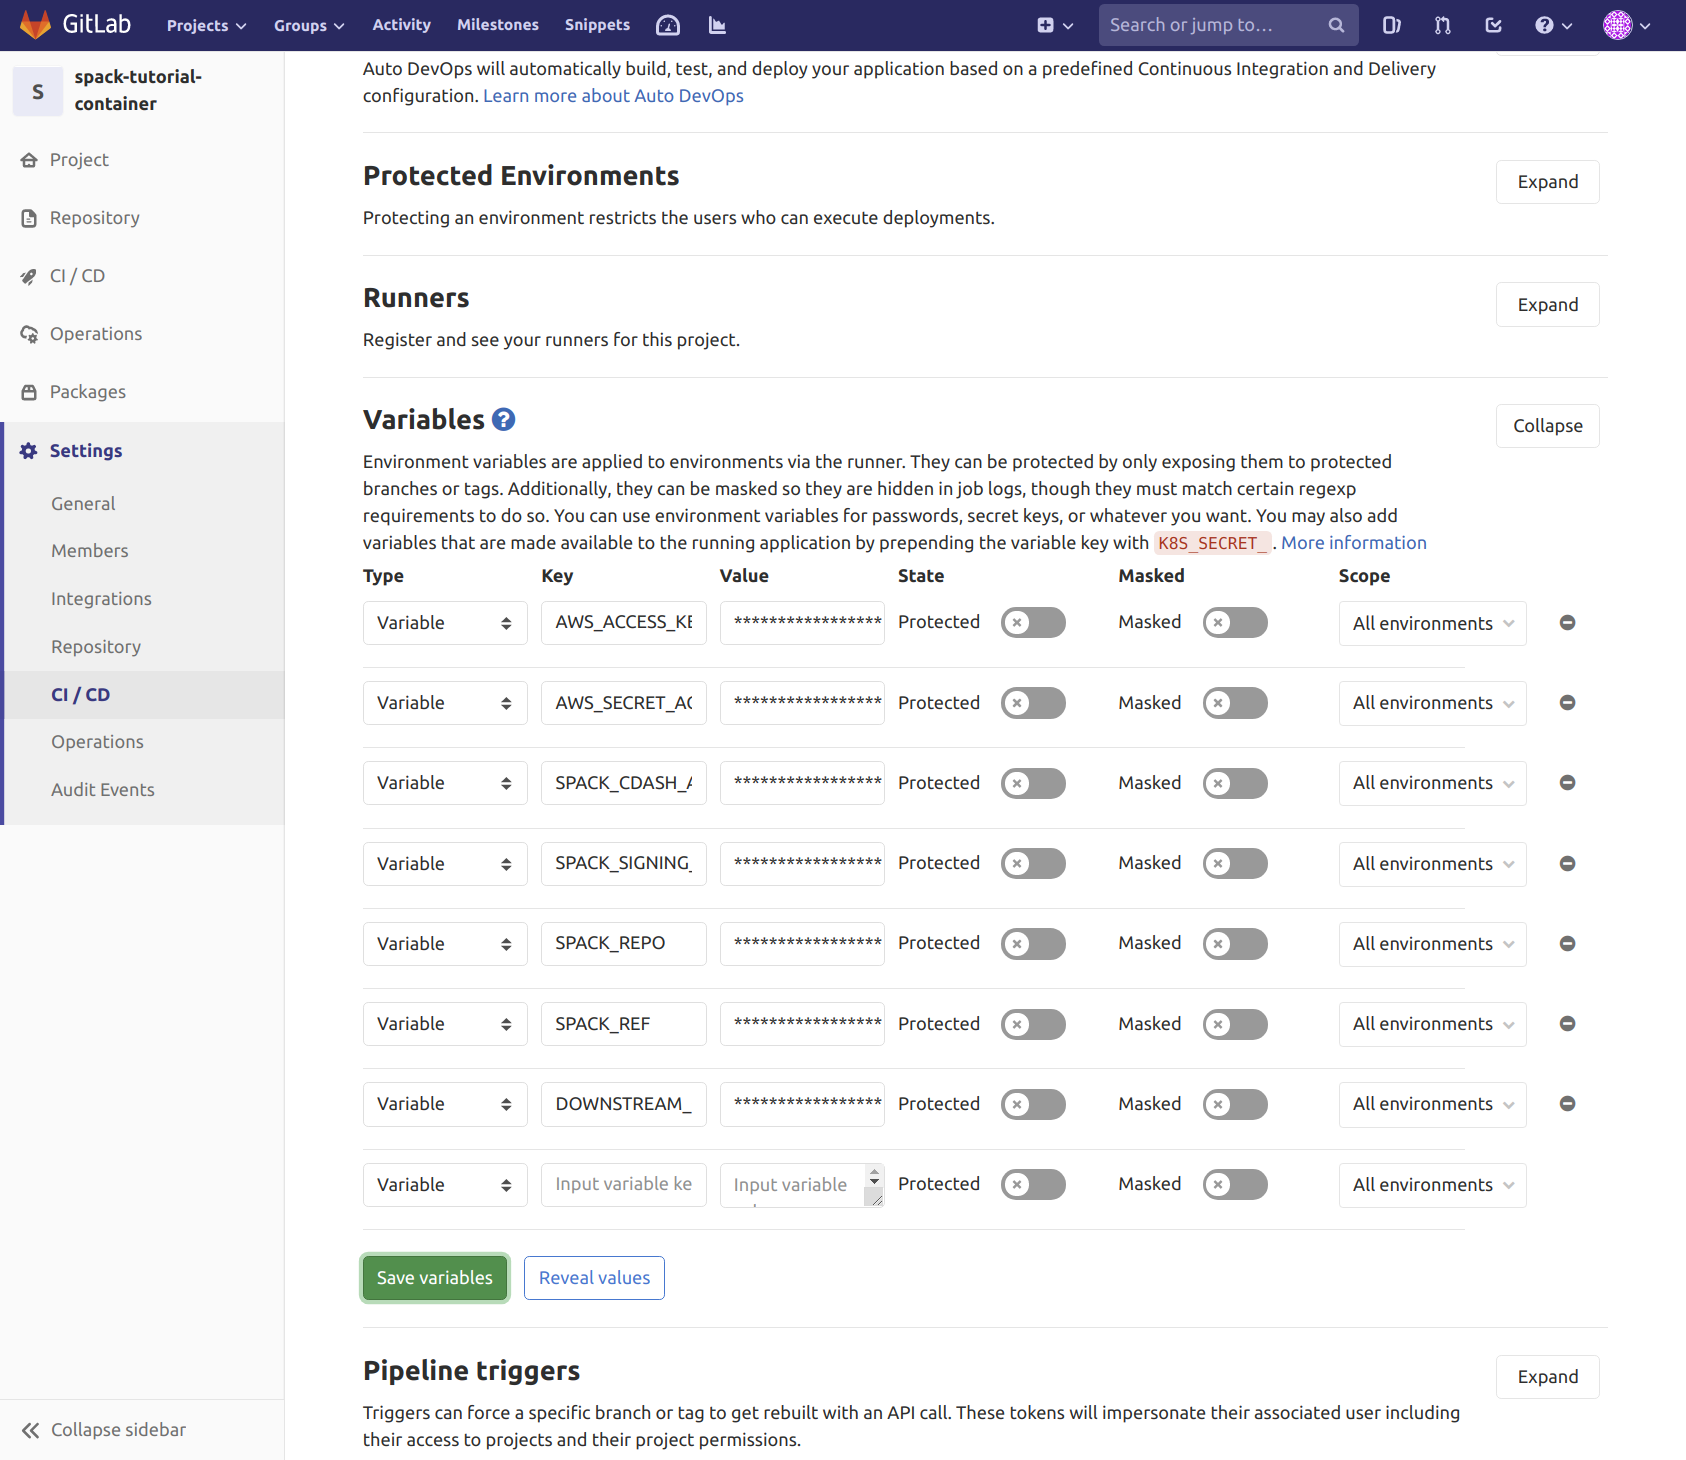 GitLab
Projects
Groups
Activity
Milestones
Snippets
Search or jump to…
S
spack-tutorial-
container
Project
Repository
CI / CD
Operations
Packages
Settings
General
Members
Integrations
Repository
CI / CD
Operations
Audit Events
Collapse sidebar
Auto DevOps will automatically build, test, and deploy your application based on a predefined Continuous Integration and Delivery
configuration. Learn more about Auto DevOps
Protected Environments
Expand
Protecting an environment restricts the users who can execute deployments.
Runners
Expand
Register and see your runners for this project.
Variables
Collapse
Environment variables are applied to environments via the runner. They can be protected by only exposing them to protected
branches or tags. Additionally, they can be masked so they are hidden in job logs, though they must match certain regexp
requirements to do so. You can use environment variables for passwords, secret keys, or whatever you want. You may also add
variables that are made available to the running application by prepending the variable key with K8S_SECRET_. More information
Type Key Value State Masked Scope
Variable AWS_ACCESS_KE ***************** Protected Masked All environments
Variable AWS_SECRET_AC ***************** Protected Masked All environments
Variable SPACK_CDASH_A ***************** Protected Masked All environments
Variable SPACK_SIGNING_ ***************** Protected Masked All environments
Variable SPACK_REPO ***************** Protected Masked All environments
Variable SPACK_REF ***************** Protected Masked All environments
Variable DOWNSTREAM_ ***************** Protected Masked All environments
Variable Input variable ke Input variable Protected Masked All environments
Save variables
Reveal values
Pipeline triggers
Expand
Triggers can force a specific branch or tag to get rebuilt with an API call. These tokens will impersonate their associated user including
their access to projects and their project permissions.